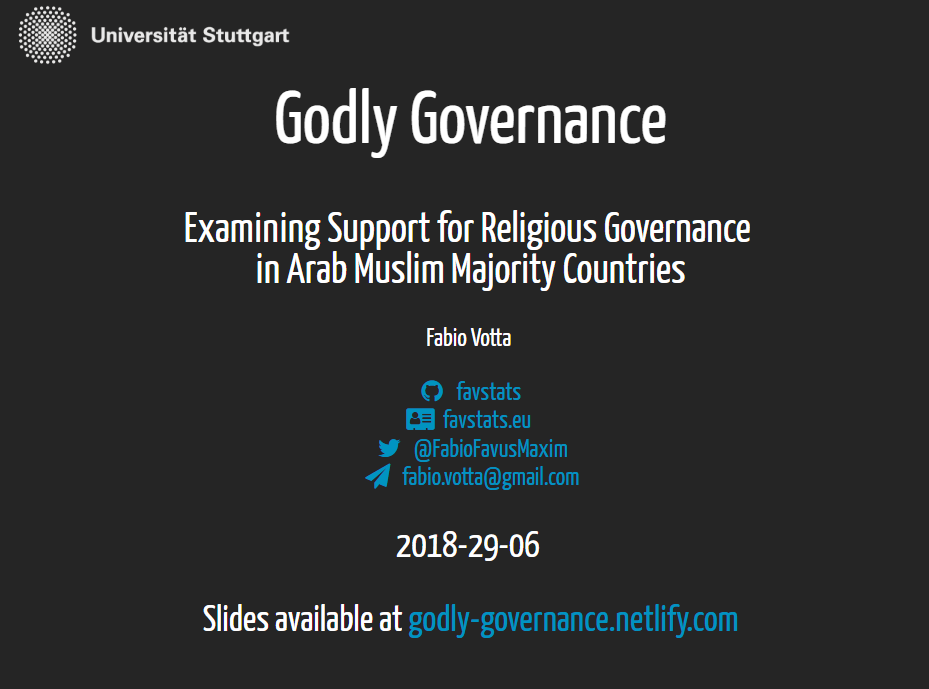 Universität Stuttgart
Godly Governance
Examining Support for Religious Governance
in Arab Muslim Majority Countries
Fabio Votta
favstats
favstats.eu
@FabioFavusMaxim
fabio.votta@gmail.com
2018-29-06
Slides available at godly-governance.netlify.com